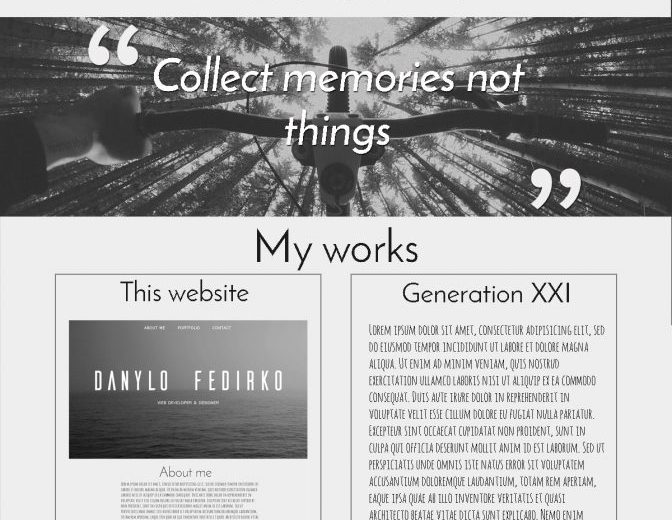 “
Collect memories not
things
”
My works
This website
ABOUT ME PORTFOLIO CONTACT
DANYLO FEDIRKO
WEB DEVELOPER & DESIGNER
About me
Generation XXI
Lorem ipsum dolor sit amet, consectetur adipisicing elit, sed
do eiusmod tempor incididunt ut labore et dolore magna
aliqua. Ut enim ad minim veniam, quis nostrud
exercitation ullamco laboris nisi ut aliquip ex ea commodo
consequat. Duis aute irure dolor in reprehenderit in
voluptate velit esse cillum dolore eu fugiat nulla pariatur.
Excepteur sint occaecat cupidatat non proident, sunt in
culpa qui officia deserunt mollit anim id est laborum. Sed ut
perspiciatis unde omnis iste natus error sit voluptatem
accusantium doloremque laudantium, totam rem aperiam,
eaque ipsa quae ab illo inventore veritatis et quasi
architecto beatae vitae dicta sunt explicabo. Nemo enim